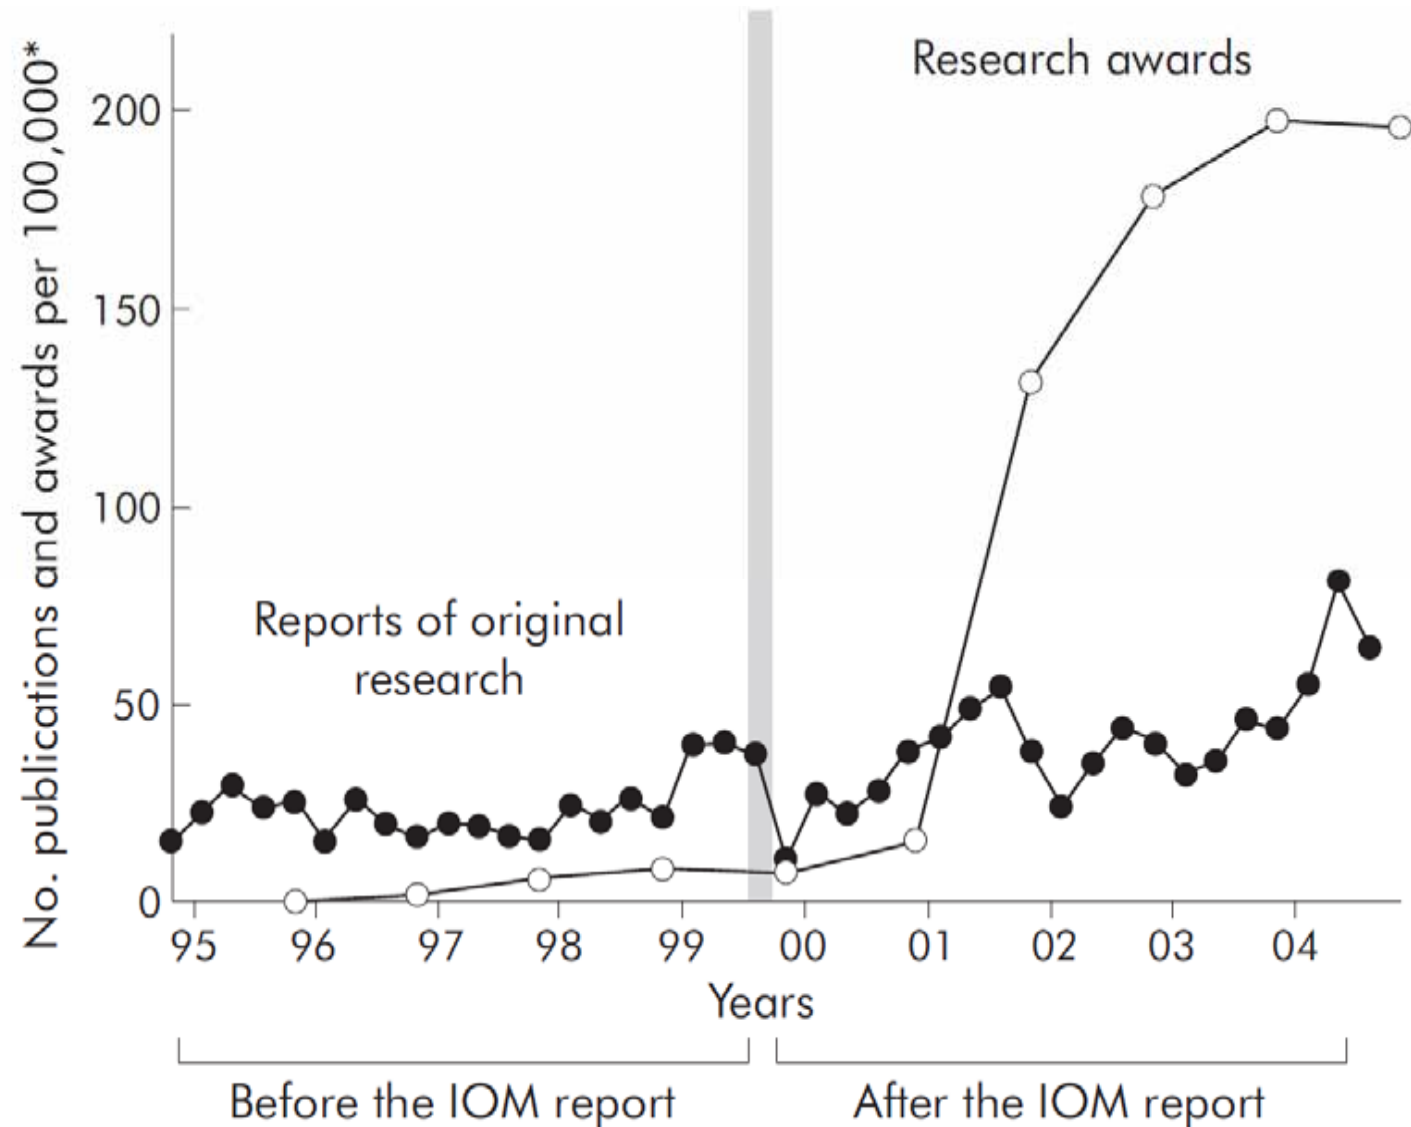 No. publications and awards per 100,000*
200
150
100
50
0
Research awards
Reports of original
research
95 96 97 98 99 00 01 02 03 04
Years
Before the IOM report
After the IOM report